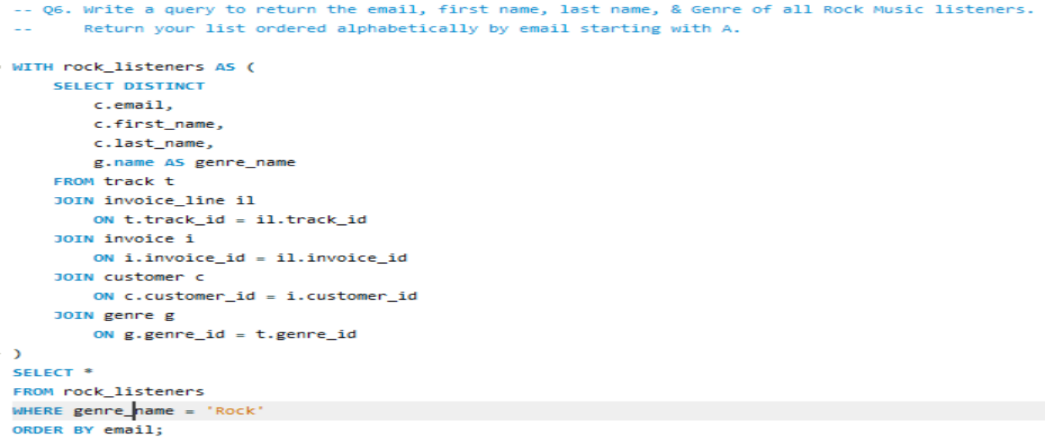 -- Q6. Write a query to return the email, first name, last name, & Genre of all Rock Music listeners.
-- Return your list ordered alphabetically by email starting with A.
WITH rock_listeners AS (
SELECT DISTINCT
c.email,
c.first_name,
c.last_name,
g.name AS genre_name
FROM track t
JOIN invoice_line il
ON t.track_id = il.track_id
JOIN invoice i
ON i.invoice_id = il.invoice_id
JOIN customer c
ON c.customer_id = i.customer_id
JOIN genre g
ON g.genre_id = t.genre_id
)
SELECT *
FROM rock_listeners
WHERE genre_name = 'Rock'
ORDER BY email;